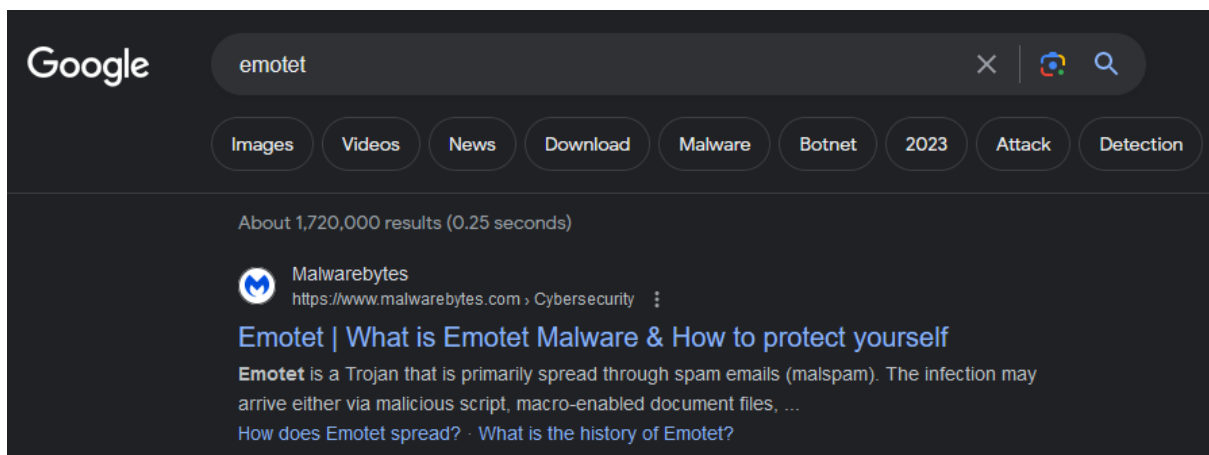 Google
emotet
Images Videos News Download Malware Botnet 2023 Attack Detection
About 1,720,000 results (0.25 seconds)
Malwarebytes
https://www.malwarebytes.com › Cybersecurity
Emotet | What is Emotet Malware & How to protect yourself
Emotet is a Trojan that is primarily spread through spam emails (malspam). The infection may
arrive either via malicious script, macro-enabled document files, ...
How does Emotet spread? · What is the history of Emotet?